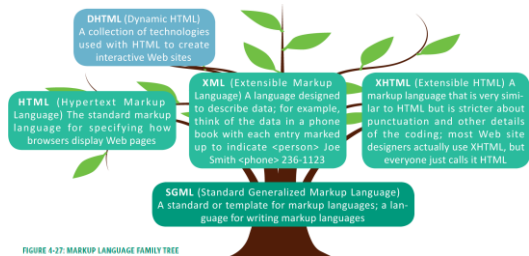 DHTML (Dynamic HTML)
A collection of technologies
used with HTML to create
interactive Web sites
HTML (Hypertext Markup
Language) The standard markup
language for specifying how
browsers display Web pages
XML (Extensible Markup
Language) A language designed
to describe data; for example,
think of the data in a phone
book with each entry marked
up to indicate <person> Joe
Smith <phone> 236-1123
XHTML (Extensible HTML) A
markup language that is very simi-
lar to HTML but is stricter about
punctuation and other details
of the coding; most Web site
designers actually use XHTML, but
everyone just calls it HTML
SGML (Standard Generalized Markup Language)
A standard or template for markup languages; a lan-
guage for writing markup languages
FIGURE 4-27: MARKUP LANGUAGE FAMILY TREE